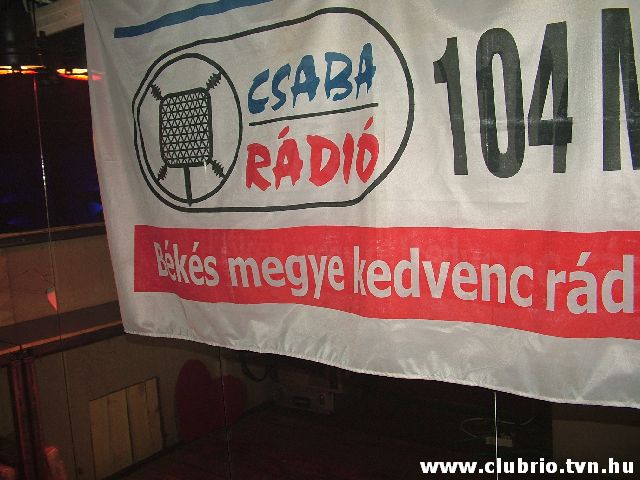 CSABA
RÁDIÓ
104 M
Békés megye kedvenc rád
www.clubrio.tvn.hu